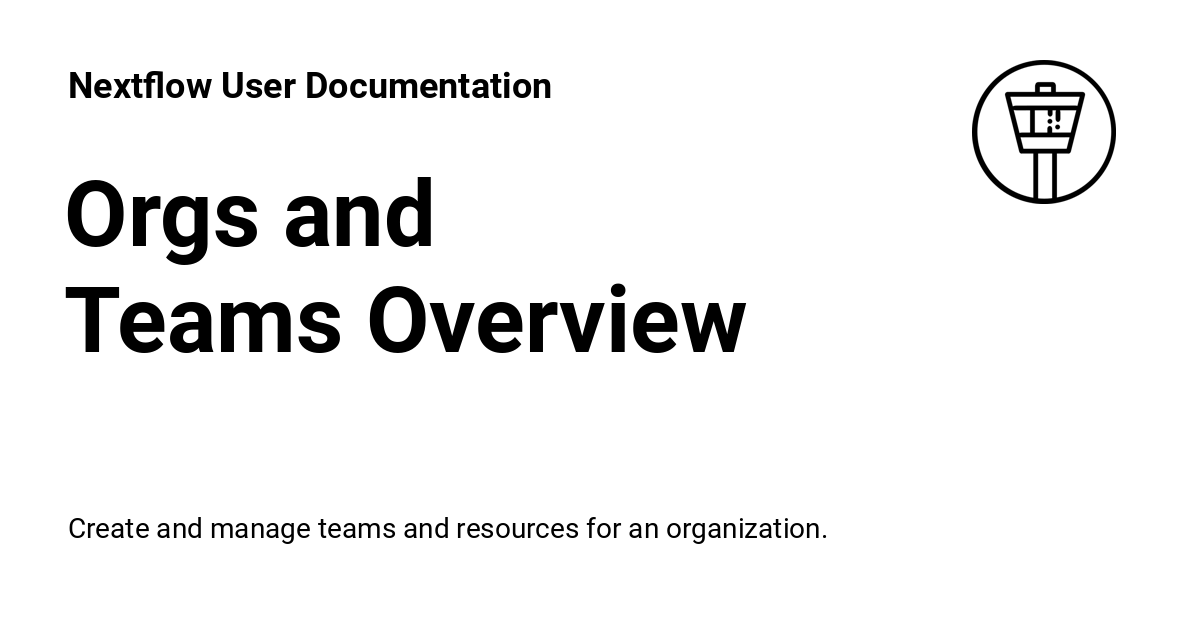 Nextflow User Documentation
Orgs and
Teams Overview
Create and manage teams and resources for an organization.